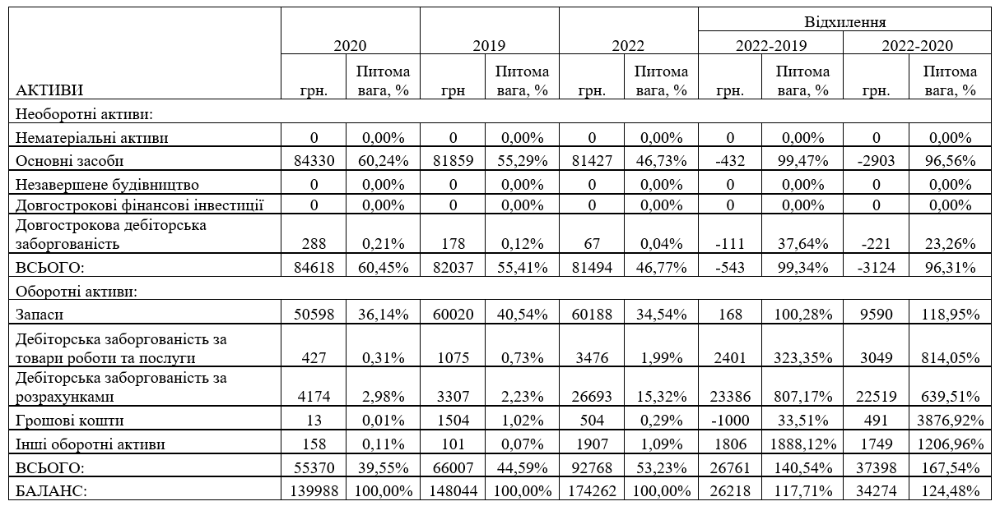 Відхилення
2020 2019 2022 2022-2019 2022-2020
АКТИВИ грн. Питома вага, % грн Питома вага, % грн. Питома вага, % грн. Питома вага, % грн. Питома вага, %
Необоротні активи:
Нематеріальні активи 0 0,00% 0 0,00% 0 0,00% 0 0,00% 0 0,00%
Основні засоби 84330 60,24% 81859 55,29% 81427 46,73% -432 99,47% -2903 96,56%
Незавершене будівництво 0 0,00% 0 0,00% 0 0,00% 0 0,00% 0 0,00%
Довгострокові фінансові інвестиції 0 0,00% 0 0,00% 0 0,00% 0 0,00% 0 0,00%
Довгострокова дебіторська
заборгованість 288 0,21% 178 0,12% 67 0,04% -111 37,64% -221 23,26%
ВСЬОГО: 84618 60,45% 82037 55,41% 81494 46,77% -543 99,34% -3124 96,31%
Оборотні активи:
Запаси 50598 36,14% 60020 40,54% 60188 34,54% 168 100,28% 9590 118,95%
Дебіторська заборгованість за
товари роботи та послуги 427 0,31% 1075 0,73% 3476 1,99% 2401 323,35% 3049 814,05%
Дебіторська заборгованість за
розрахунками 4174 2,98% 3307 2,23% 26693 15,32% 23386 807,17% 22519 639,51%
Грошові кошти 13 0,01% 1504 1,02% 504 0,29% -1000 33,51% 491 3876,92%
Інші оборотні активи 158 0,11% 101 0,07% 1907 1,09% 1806 1888,12% 1749 1206,96%
ВСЬОГО: 55370 39,55% 66007 44,59% 92768 53,23% 26761 140,54% 37398 167,54%
БАЛАНС: 139988 100,00% 148044 100,00% 174262 100,00% 26218 117,71% 34274 124,48%